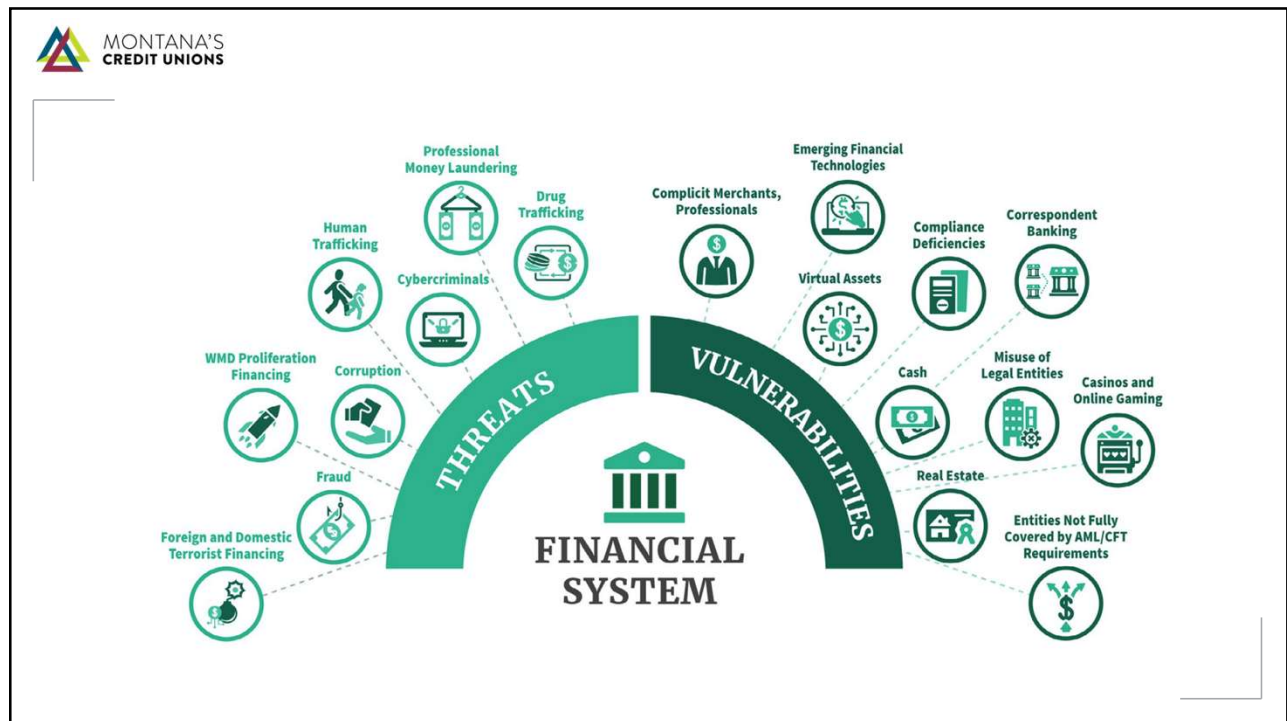 MONTANA'S
CREDIT UNIONS
Professional
Money Laundering
Drug
Trafficking
Human
Trafficking
Cybercriminals
WMD Proliferation
Financing
Corruption
Fraud
Foreign and Domestic
Terrorist Financing
THREATS
Emerging Financial
Technologies
Complicit Merchants,
Professionals
Compliance
Deficiencies
Correspondent
Banking
Virtual Assets
Cash
Misuse of
Legal Entities
Casinos and
Online Gaming
Real Estate
Entities Not Fully
Covered by AML/CFT
Requirements
VULNERABILITIES
FINANCIAL
SYSTEM